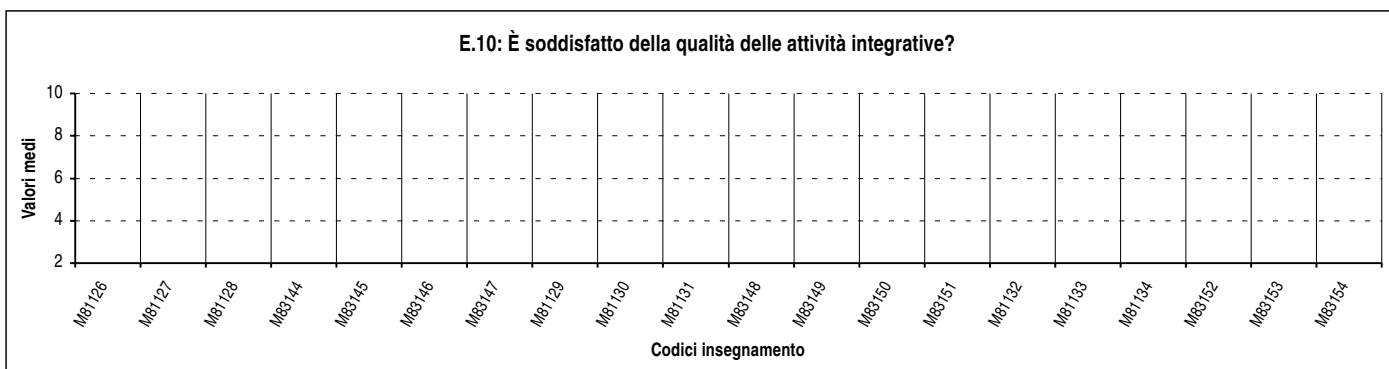 E.10: È soddisfatto della qualità delle attività integrative?
10
8
6
4
2
Valori medi
M81126
M81127
M81128
M83144
M83145
M83146
M83147
M81129
M81130
M81131
M83148
M83149
M83150
M83151
M81132
M81133
M81134
M83152
M83153
M83154
Codici insegnamento